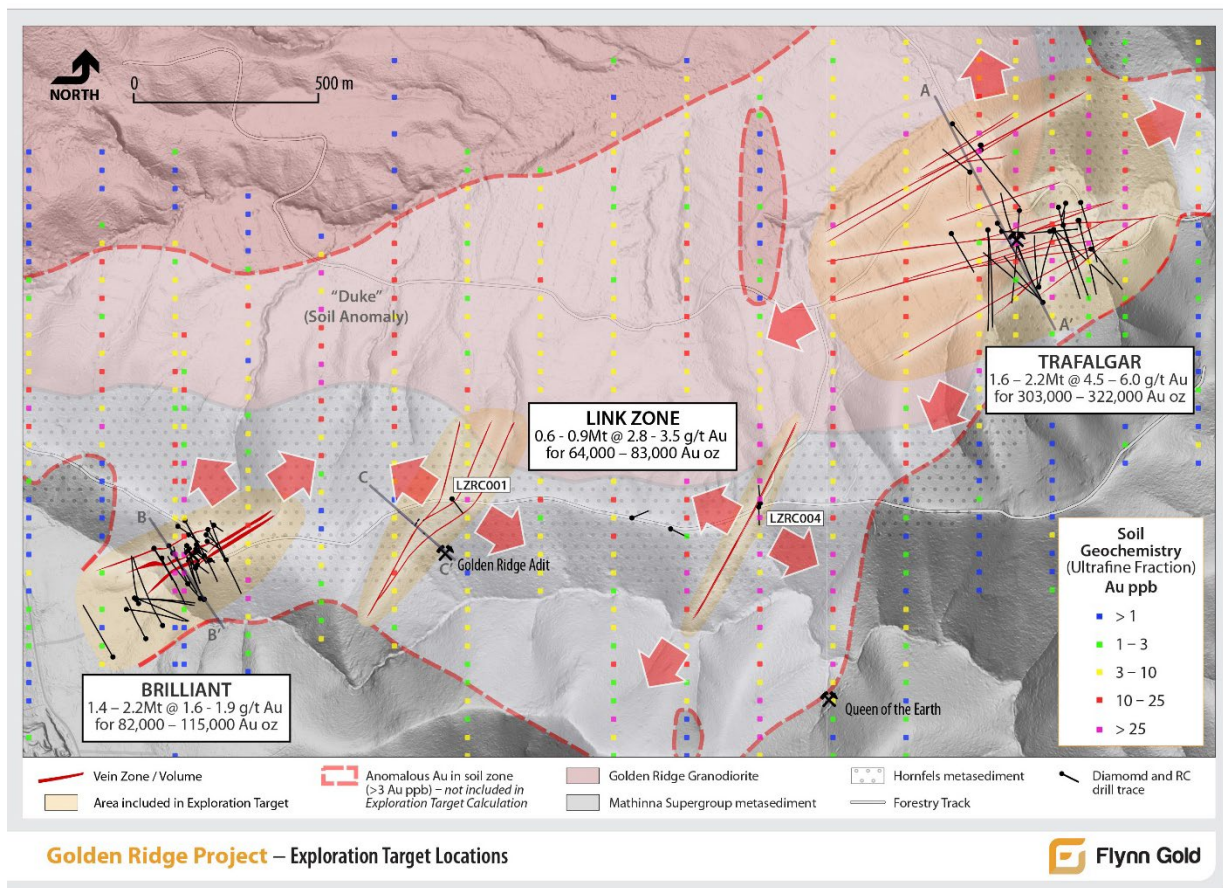 NORTH
0
500 m
A
"Duke"
(Soil Anomaly)
A'
TRAFALGAR
1.6 – 2.2Mt @ 4.5 – 6.0 g/t Au
for 303,000 – 322,000 Au oz
LINK ZONE
0.6 - 0.9Mt @ 2.8 - 3.5 g/t Au
for 64,000 – 83,000 Au oz
C
LZRC001
B
LZRC004
C'
Golden Ridge Adit
B'
BRILLIANT
1.4 – 2.2Mt @ 1.6 - 1.9 g/t Au
for 82,000 – 115,000 Au oz
Queen of the Earth
Soil
Geochemistry
(Ultrafine Fraction)
Au ppb
> 1
1 – 3
3 – 10
10 – 25
> 25
Vein Zone / Volume
Area included in Exploration Target
Anomalous Au in soil zone
(>3 Au ppb) – not included in
Exploration Target Calculation
Golden Ridge Granodiorite
Mathinna Supergroup metasediment
Hornfels metasediment
Forestry Track
Diamomd and RC
drill trace
Golden Ridge Project – Exploration Target Locations
Flynn Gold